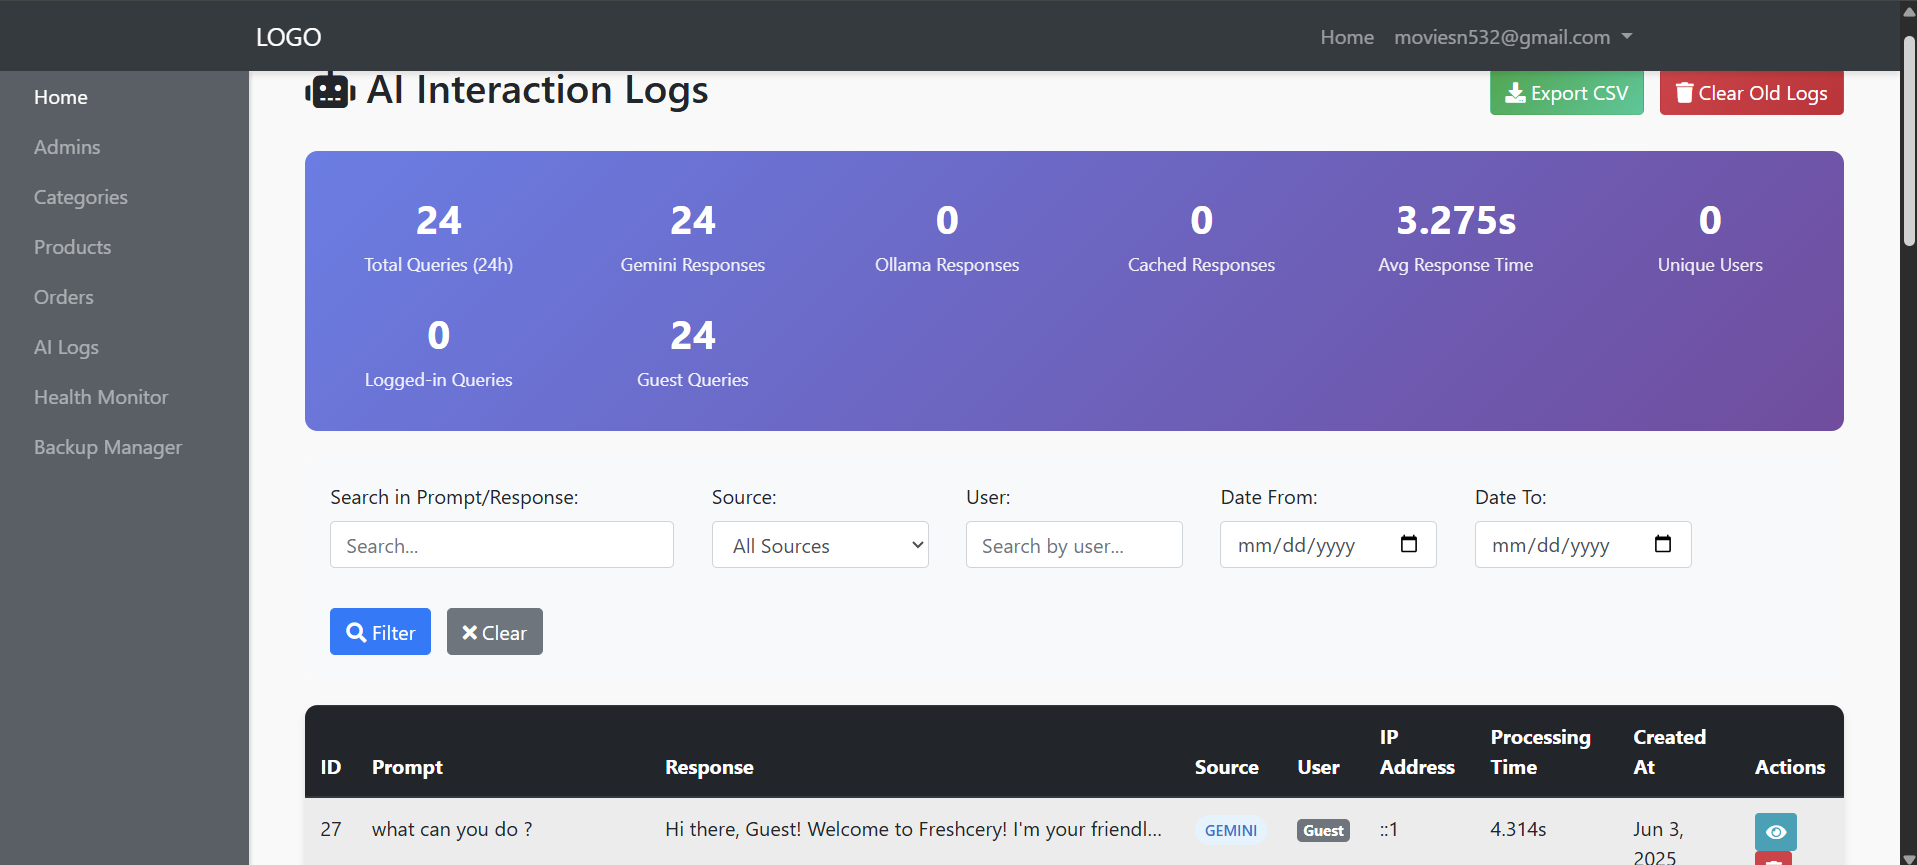 LOGO
Home
moviesn532@gmail.com
Home
Admins
Categories
Products
Orders
AI Logs
Health Monitor
Backup Manager
AI Interaction Logs
Export CSV
Clear Old Logs
24
Total Queries (24h)
24
Gemini Responses
0
Ollama Responses
0
Cached Responses
3.275s
Avg Response Time
0
Unique Users
0
Logged-in Queries
24
Guest Queries
Search in Prompt/Response:
Search...
Source:
All Sources
User:
Search by user...
Date From:
mm/dd/yyyy
Date To:
mm/dd/yyyy
Filter
Clear
ID
Prompt
Response
Source
User
IP
Address
Processing
Time
Created
At
Actions
27
what can you do ?
Hi there, Guest! Welcome to Freshcery! I'm your friendl...
GEMINI
Guest
::1
4.314s
Jun 3,
2025